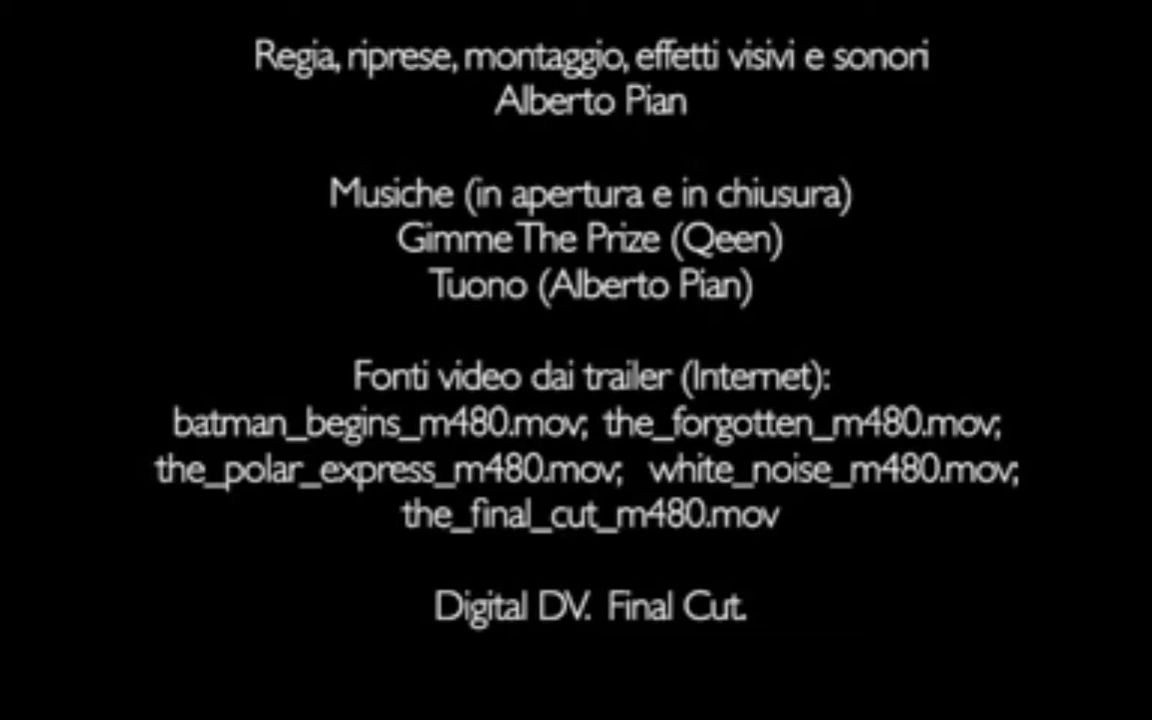 Regia, riprese, montaggio, effetti visivi e sonori
Alberto Pian
Musiche (in apertura e in chiusura)
Gimme The Prize (Qeen)
Tuono (Alberto Pian)
Fonti video dai trailer (Internet):
batman_begins_m480.mov; the_forgotten_m480.mov;
the_polar_express_m480.mov; white_noise_m480.mov;
the_final_cut_m480.mov
Digital DV. Final Cut.